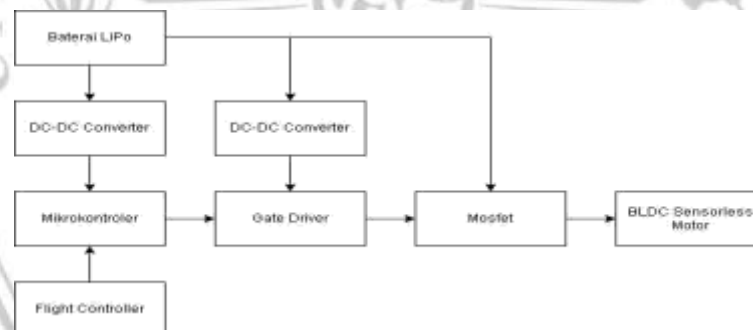 Baterai LiPo
DC-DC Converter
DC-DC Converter
Mikrokontroler
Gate Driver
Mosfet
BLDC Sensorless
Motor
Flight Controller